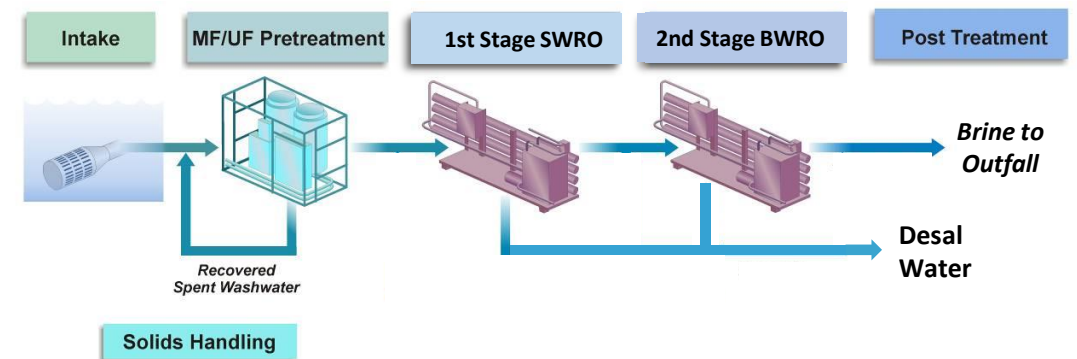 Intake
MF/UF Pretreatment
1st Stage SWRO
2nd Stage BWRO
Post Treatment
Brine to
Outfall
Desal
Water
Recovered
Spent Washwater
Solids Handling